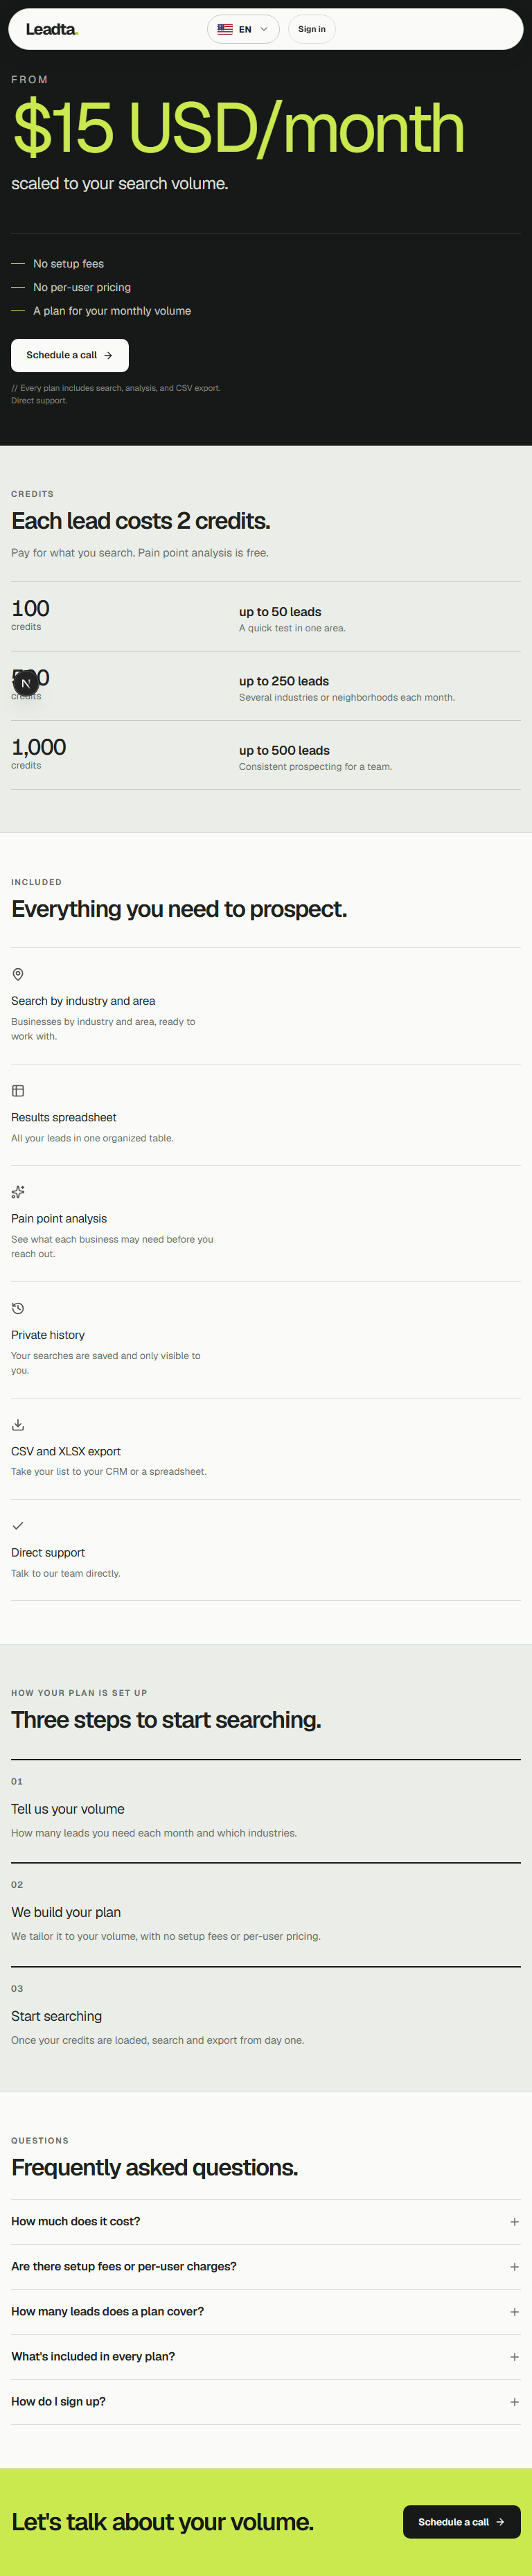 Leadta.
EN
Sign in
FROM
$15 USD/month
scaled to your search volume.
No setup fees
No per-user pricing
A plan for your monthly volume
Schedule a call →
// Every plan includes search, analysis, and CSV export.
Direct support.
CREDITS
Each lead costs 2 credits.
Pay for what you search. Pain point analysis is free.
100
credits
up to 50 leads
A quick test in one area.
N
credits
up to 250 leads
Several industries or neighborhoods each month.
1,000
credits
up to 500 leads
Consistent prospecting for a team.
INCLUDED
Everything you need to prospect.
Search by industry and area
Businesses by industry and area, ready to
work with.
Results spreadsheet
All your leads in one organized table.
Pain point analysis
See what each business may need before you
reach out.
Private history
Your searches are saved and only visible to
you.
CSV and XLSX export
Take your list to your CRM or a spreadsheet.
Direct support
Talk to our team directly.
HOW YOUR PLAN IS SET UP
Three steps to start searching.
01
Tell us your volume
How many leads you need each month and which industries.
02
We build your plan
We tailor it to your volume, with no setup fees or per-user pricing.
03
Start searching
Once your credits are loaded, search and export from day one.
QUESTIONS
Frequently asked questions.
How much does it cost?
Are there setup fees or per-user charges?
How many leads does a plan cover?
What's included in every plan?
How do I sign up?
Let's talk about your volume.
Schedule a call →